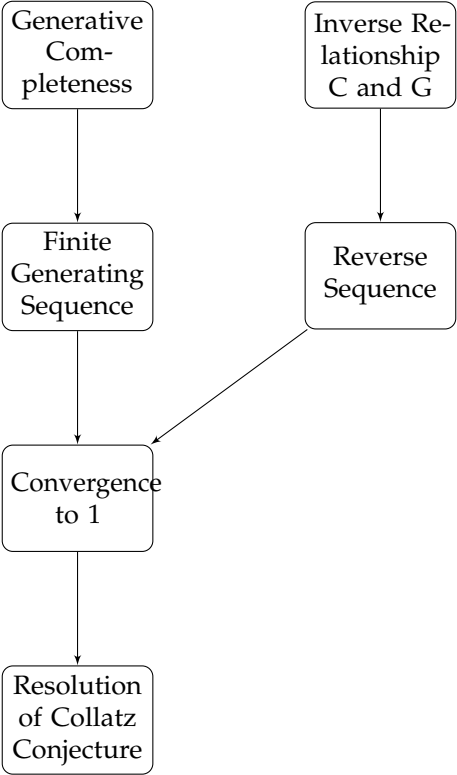 Generative
Com-
pleteness
Inverse Re-
lationship
C and G
Finite
Generating
Sequence
Reverse
Sequence
Convergence
to 1
Resolution
of Collatz
Conjecture